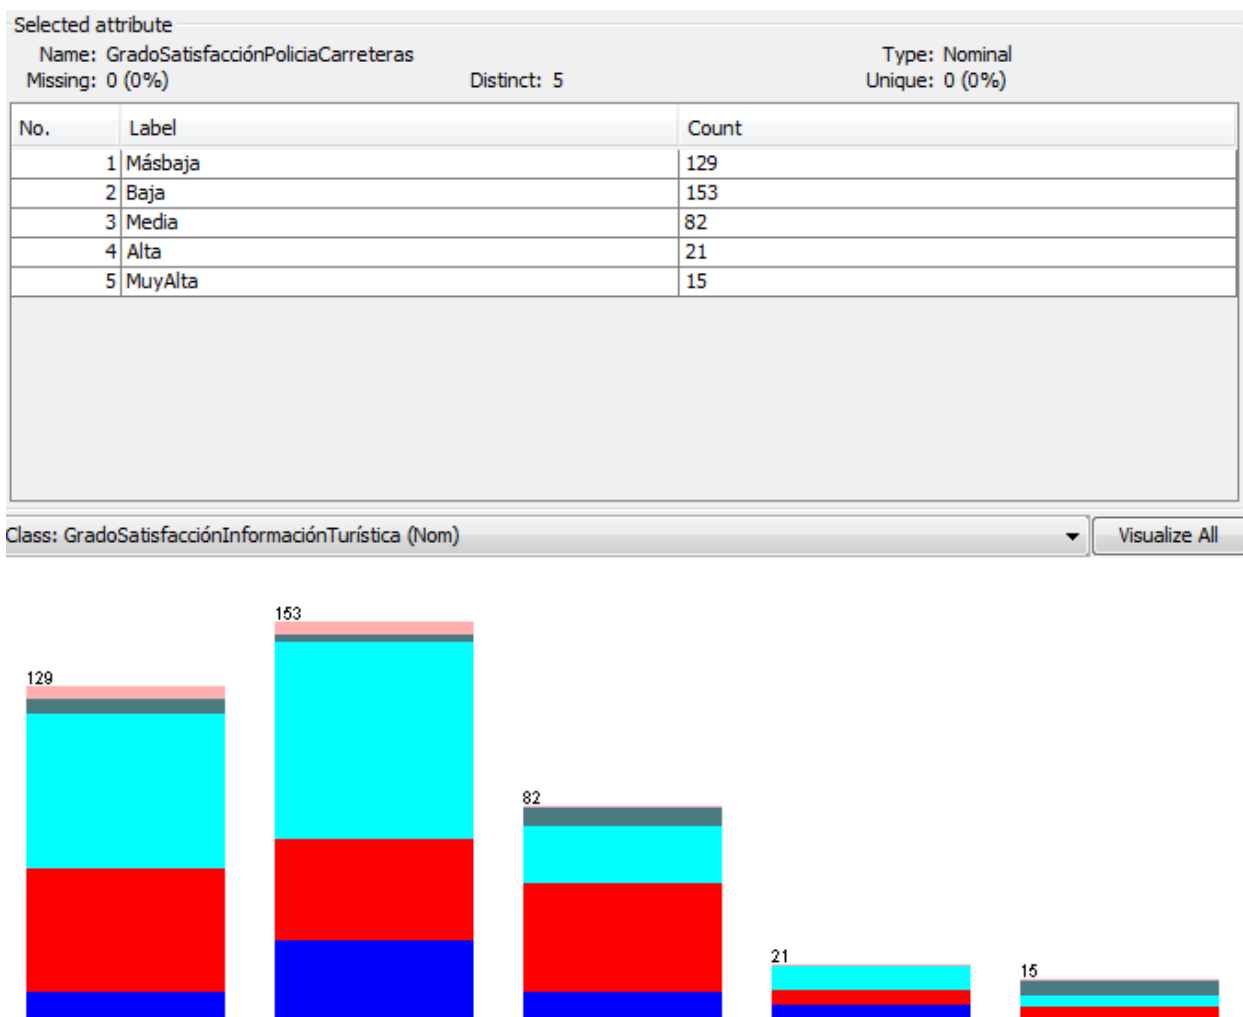 Selected attribute
Name: GradoSatisfacciónPoliciaCarreteras Type: Nominal
Missing: 0 (0%) Distinct: 5 Unique: 0 (0%)
No. Label Count
1 Másbaja 129
2 Baja 153
3 Media 82
4 Alta 21
5 MuyAlta 15
Class: GradoSatisfacciónInformaciónTurística (Nom) Visualize All
153
129
82
21
15